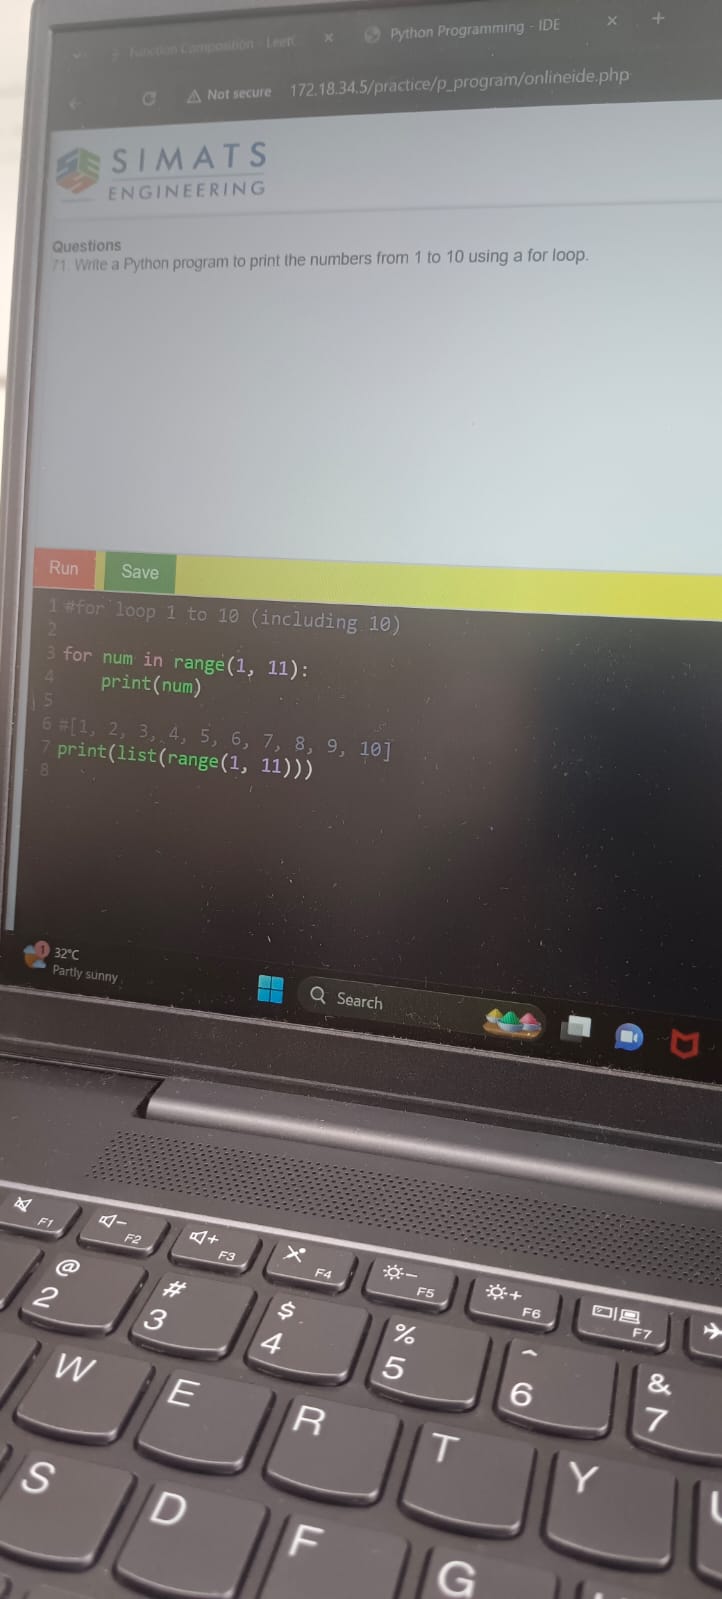 Function Composition - Leet
Python Programming - IDE
Not secure
172.18.34.5/practice/p_program/onlineide.php
SIMATS
ENGINEERING
Questions
71. Write a Python program to print the numbers from 1 to 10 using a for loop.
Run
Save
1 #for loop 1 to 10 (including 10)
2
3 for num in range(1, 11):
4 print(num)
5
6 #[1, 2, 3, 4, 5, 6, 7, 8, 9, 10]
7 print(list(range(1, 11)))
8
1
32°C
Partly sunny
Search
F1
F2
F3
F4
F5
F6
F7
@ # $ % ^ &
2 3 4 5 6 7
W E R T Y U
S D F G